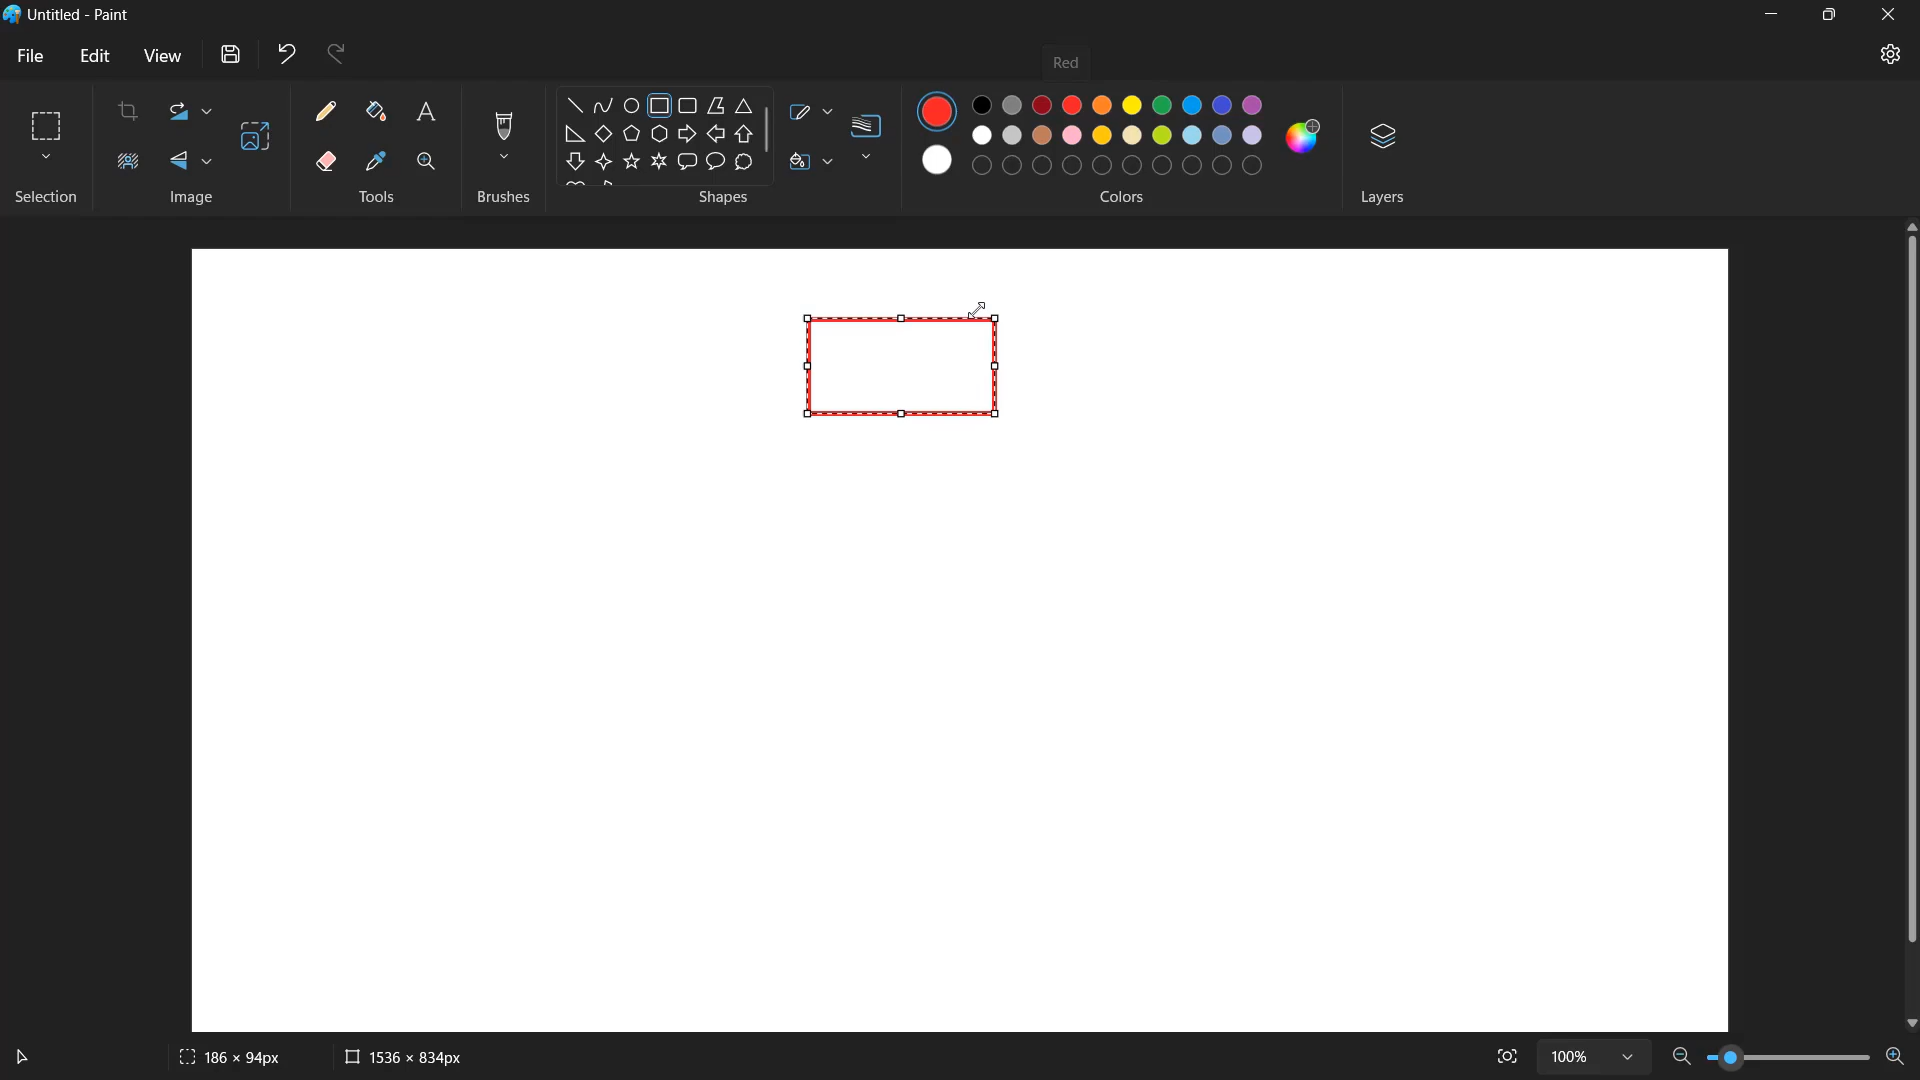 Untitled - Paint
File Edit View
Red
Selection Image Tools Brushes Shapes Colors Layers
186 × 94px 1536 × 834px 100%